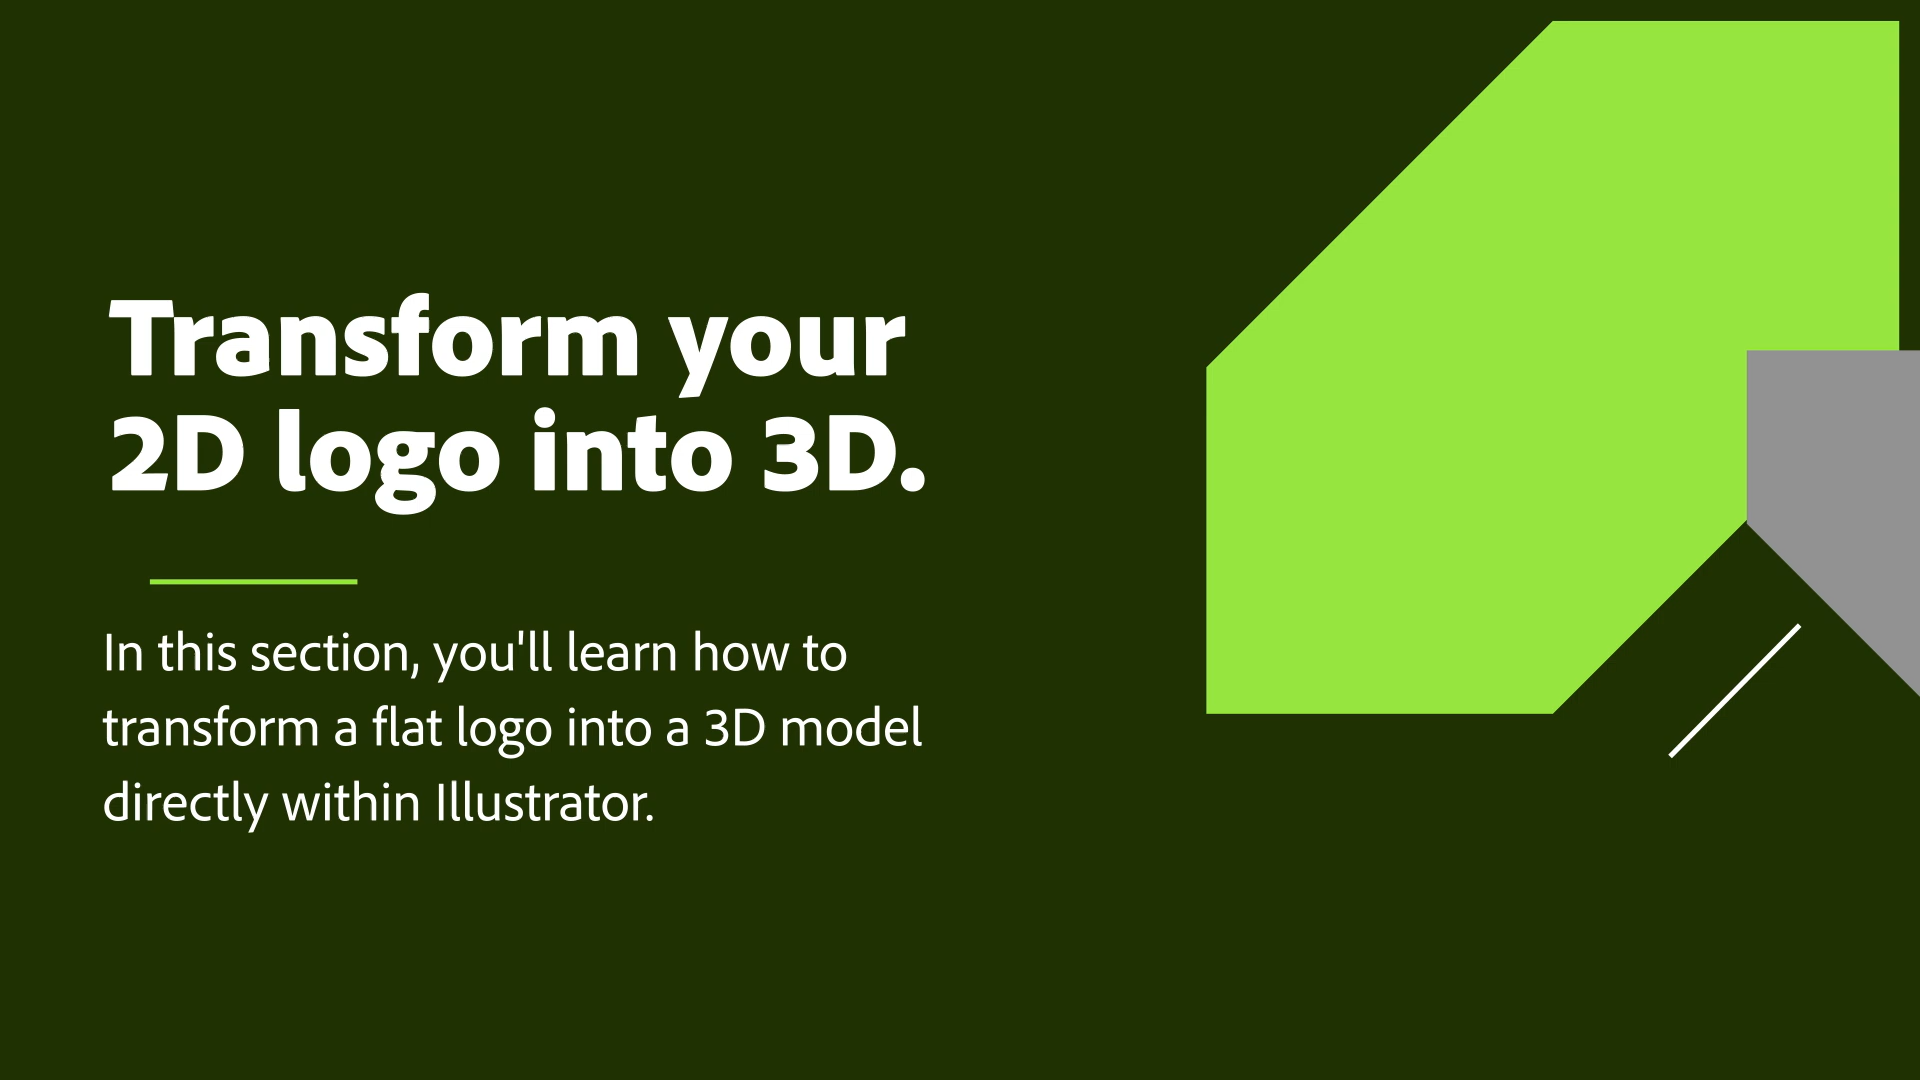 Transform your
2D logo into 3D.
In this section, you'll learn how to
transform a flat logo into a 3D model
directly within Illustrator.